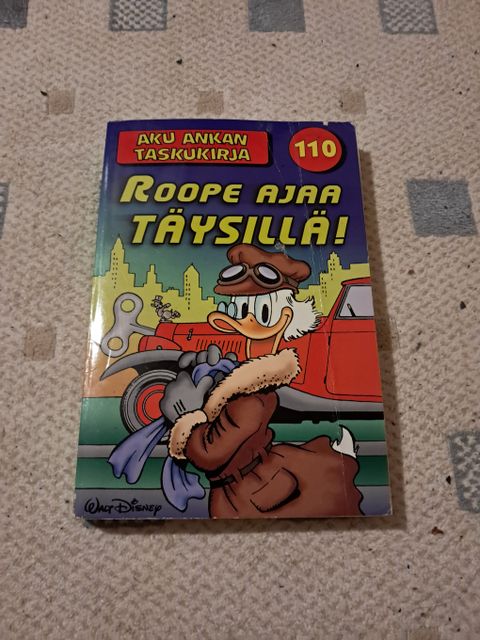 AKU ANKAN
TASKUKIRJA
110
ROOPE AJAA
TÄYSILLÄ!
WALT DISNEY